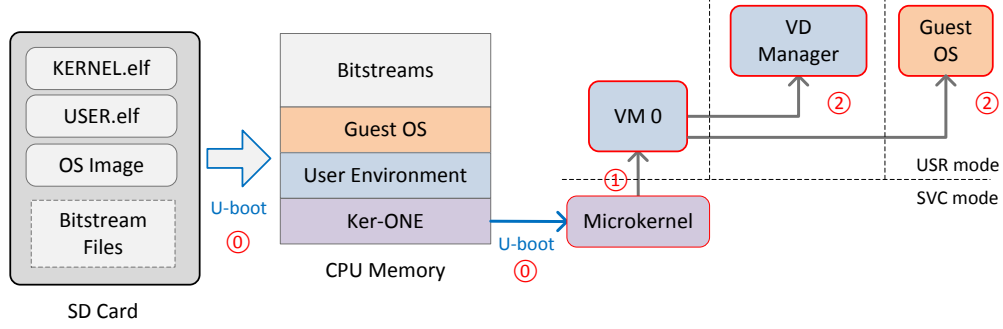 KERNEL.elf
USER.elf
OS Image
Bitstream
Files
SD Card
U-boot
⓪
Bitstreams
Guest OS
User Environment
Ker-ONE
CPU Memory
U-boot
⓪
Microkernel
①
VM 0
VD
Manager
②
Guest
OS
②
USR mode
SVC mode